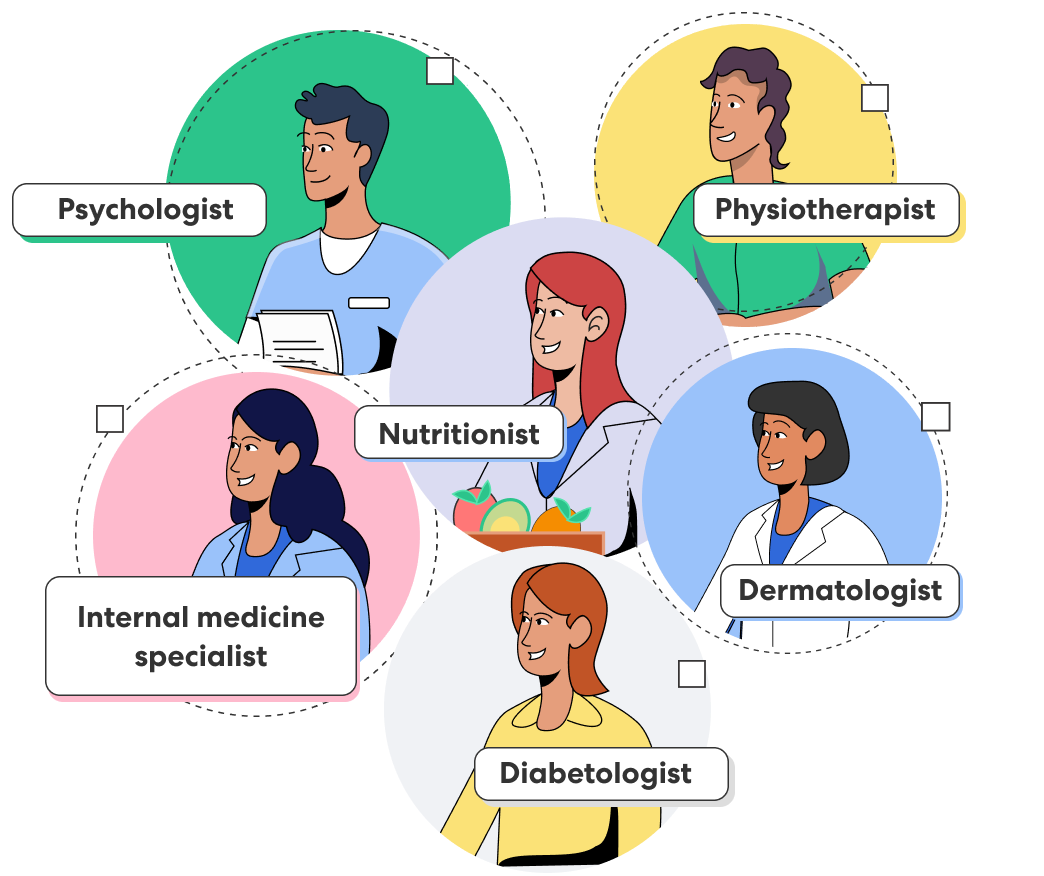 Psychologist
Physiotherapist
Nutritionist
Dermatologist
Internal medicine
specialist
Diabetologist